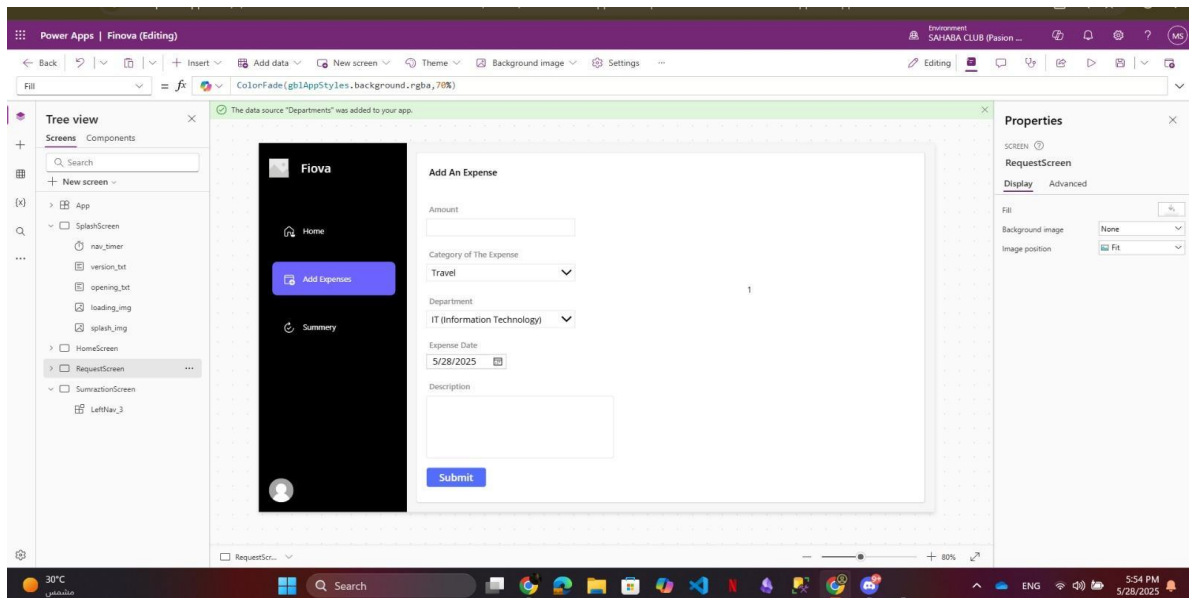 Power Apps | Finova (Editing)
Environment
SAHABA CLUB (Pasion ...
MS
Back
Insert
Add data
New screen
Theme
Background image
Settings
...
Editing
Fill
= fx
ColorFade(gblAppStyles.background.rgba,70%)
Tree view
Screens
Components
Search
New screen
App
SplashScreen
nav_timer
version_txt
opening_txt
loading_img
splash_img
HomeScreen
RequestScreen
...
SumraztionScreen
LeftNav_3
The data source "Departments" was added to your app.
Fiova
Home
Add Expenses
Summery
Add An Expense
Amount
Category of The Expense
Travel
Department
IT (Information Technology)
Expense Date
5/28/2025
Description
Submit
1
Properties
SCREEN
RequestScreen
Display
Advanced
Fill
Background image
None
Image position
Fit
RequestScr...
80%
30°C
مشمس
Search
ENG
5:54 PM
5/28/2025